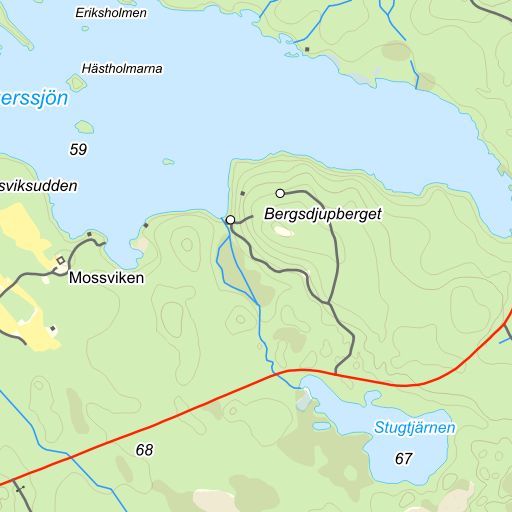 Eriksholmen
Hästholmarna
erssjön
59
sviksudden
Bergsdjupberget
Mossviken
Stugtjärnen
68
67